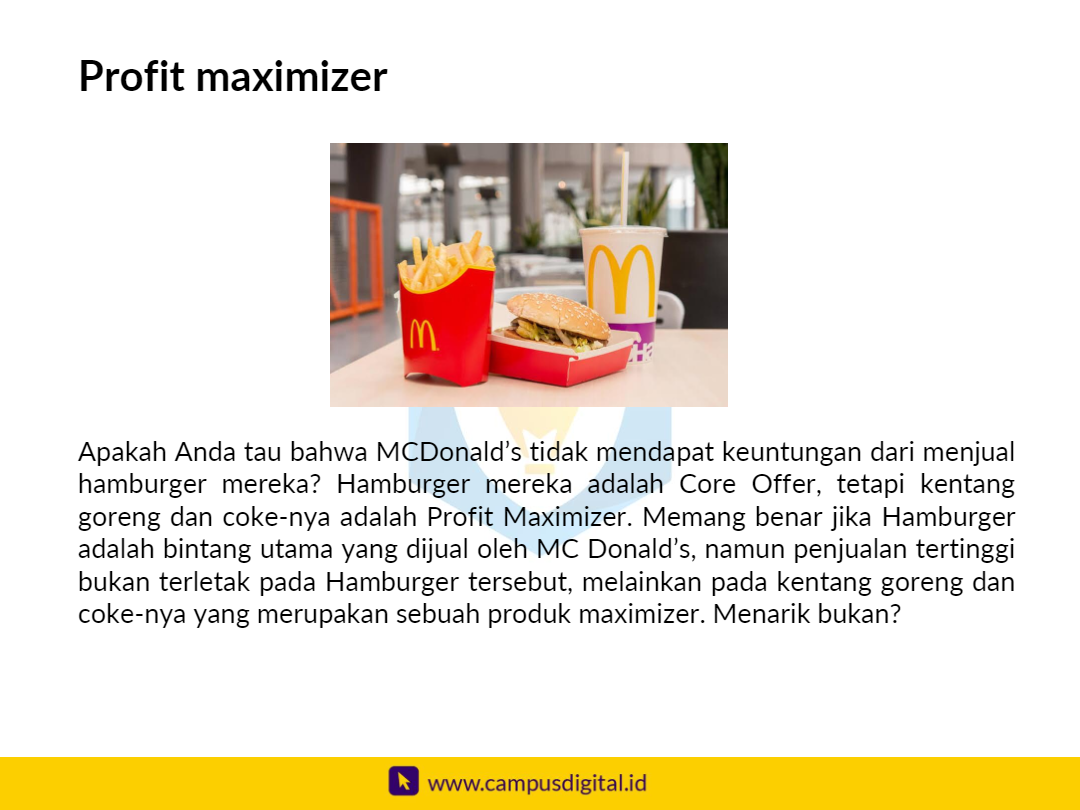 Profit maximizer
Apakah Anda tau bahwa MCDonald’s tidak mendapat keuntungan dari menjual
hamburger mereka? Hamburger mereka adalah Core Offer, tetapi kentang
goreng dan coke-nya adalah Profit Maximizer. Memang benar jika Hamburger
adalah bintang utama yang dijual oleh MC Donald’s, namun penjualan tertinggi
bukan terletak pada Hamburger tersebut, melainkan pada kentang goreng dan
coke-nya yang merupakan sebuah produk maximizer. Menarik bukan?
www.campusdigital.id